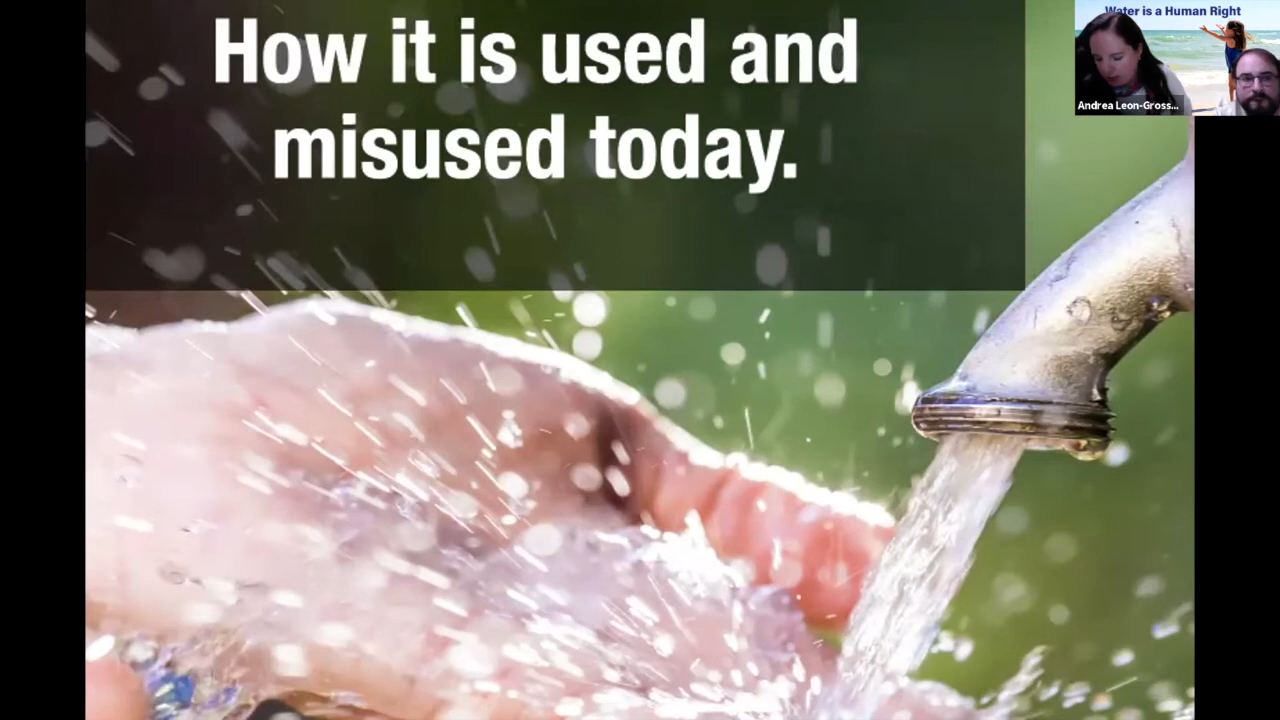 How it is used and
misused today.
Water is a Human Right
Andrea Leon-Gross...